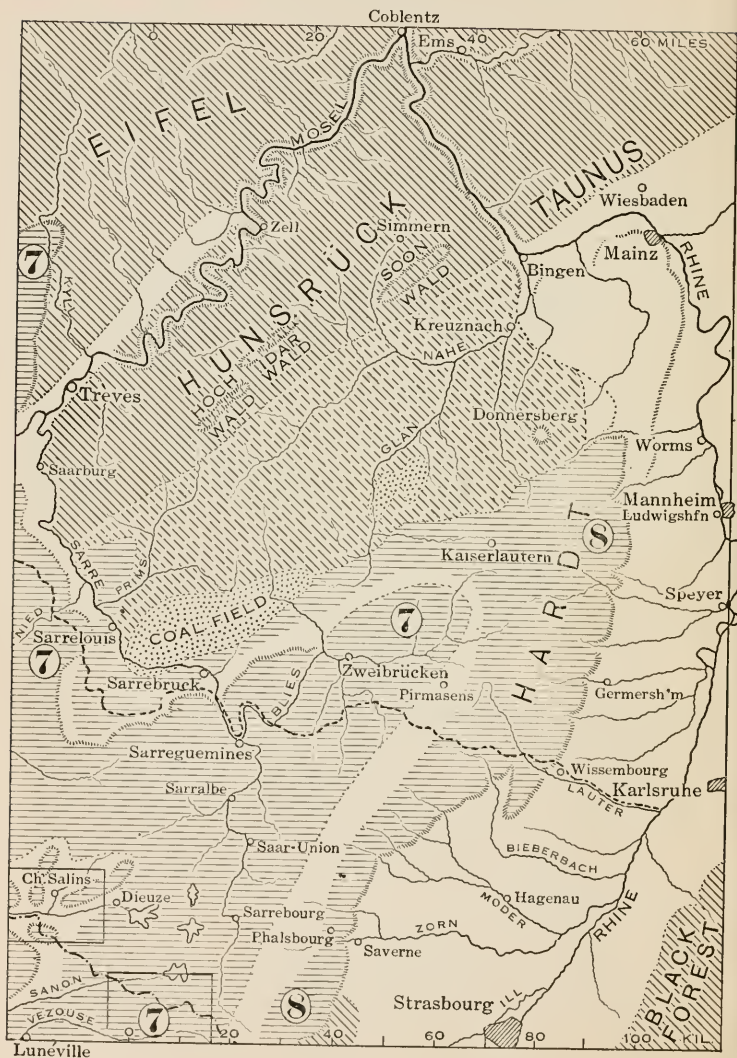 Coblentz
0 20 40 60 MILES
Ems
EIFEL
MOSEL
TAUNUS
Wiesbaden
Zell
Simmern
SOON WALD
HUNSRÜCK
Mainz
RHINE
Bingen
7
KYLL
Kreuznach
NAHE
HOCH WALD
DAR WALD
Treves
Donnersberg
GLAN
Worms
Saarburg
Mannheim
Ludwigshfn
HARDT
8
Kaiserlautern
SARRE
PRIMS
Speyer
NIED
Sarrelouis
COAL FIELD
7
7
Zweibrücken
Pirmasens
Germersh'm
Sarrebruck
BLIES
Sarreguemines
Wissembourg
LAUTER
Karlsruhe
Sarralbe
Saar-Union
BIEBERBACH
Ch. Salins
Dieuze
Hagenau
MODER
RHINE
Sarrebourg
Phalsbourg
ZORN
Saverne
BLACK FOREST
SANON
VEZOUSE
7
8
Strasbourg
ILL
0 20 40 60 80 100 KIL.
Lunéville